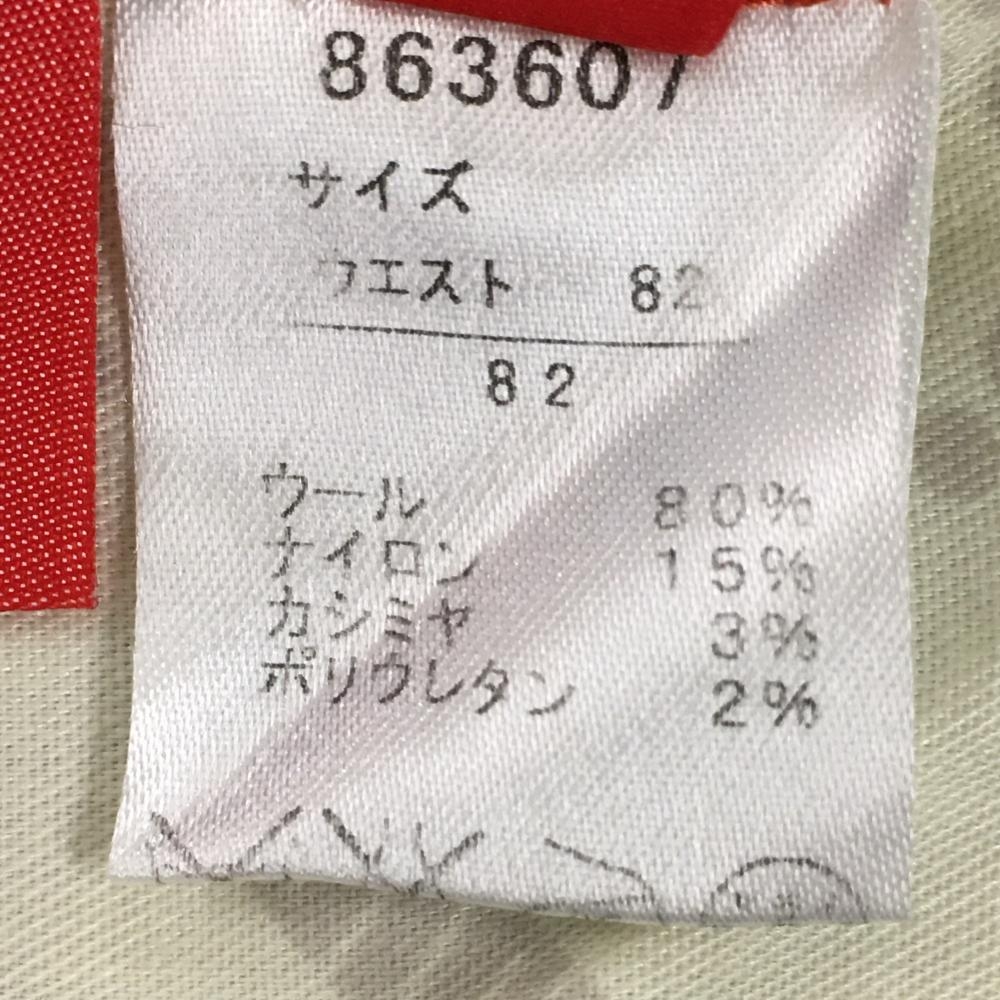 863607
サイズ
ウエスト 82
82
ウール 80%
ナイロン 15%
カシミヤ 3%
ポリウレタン 2%